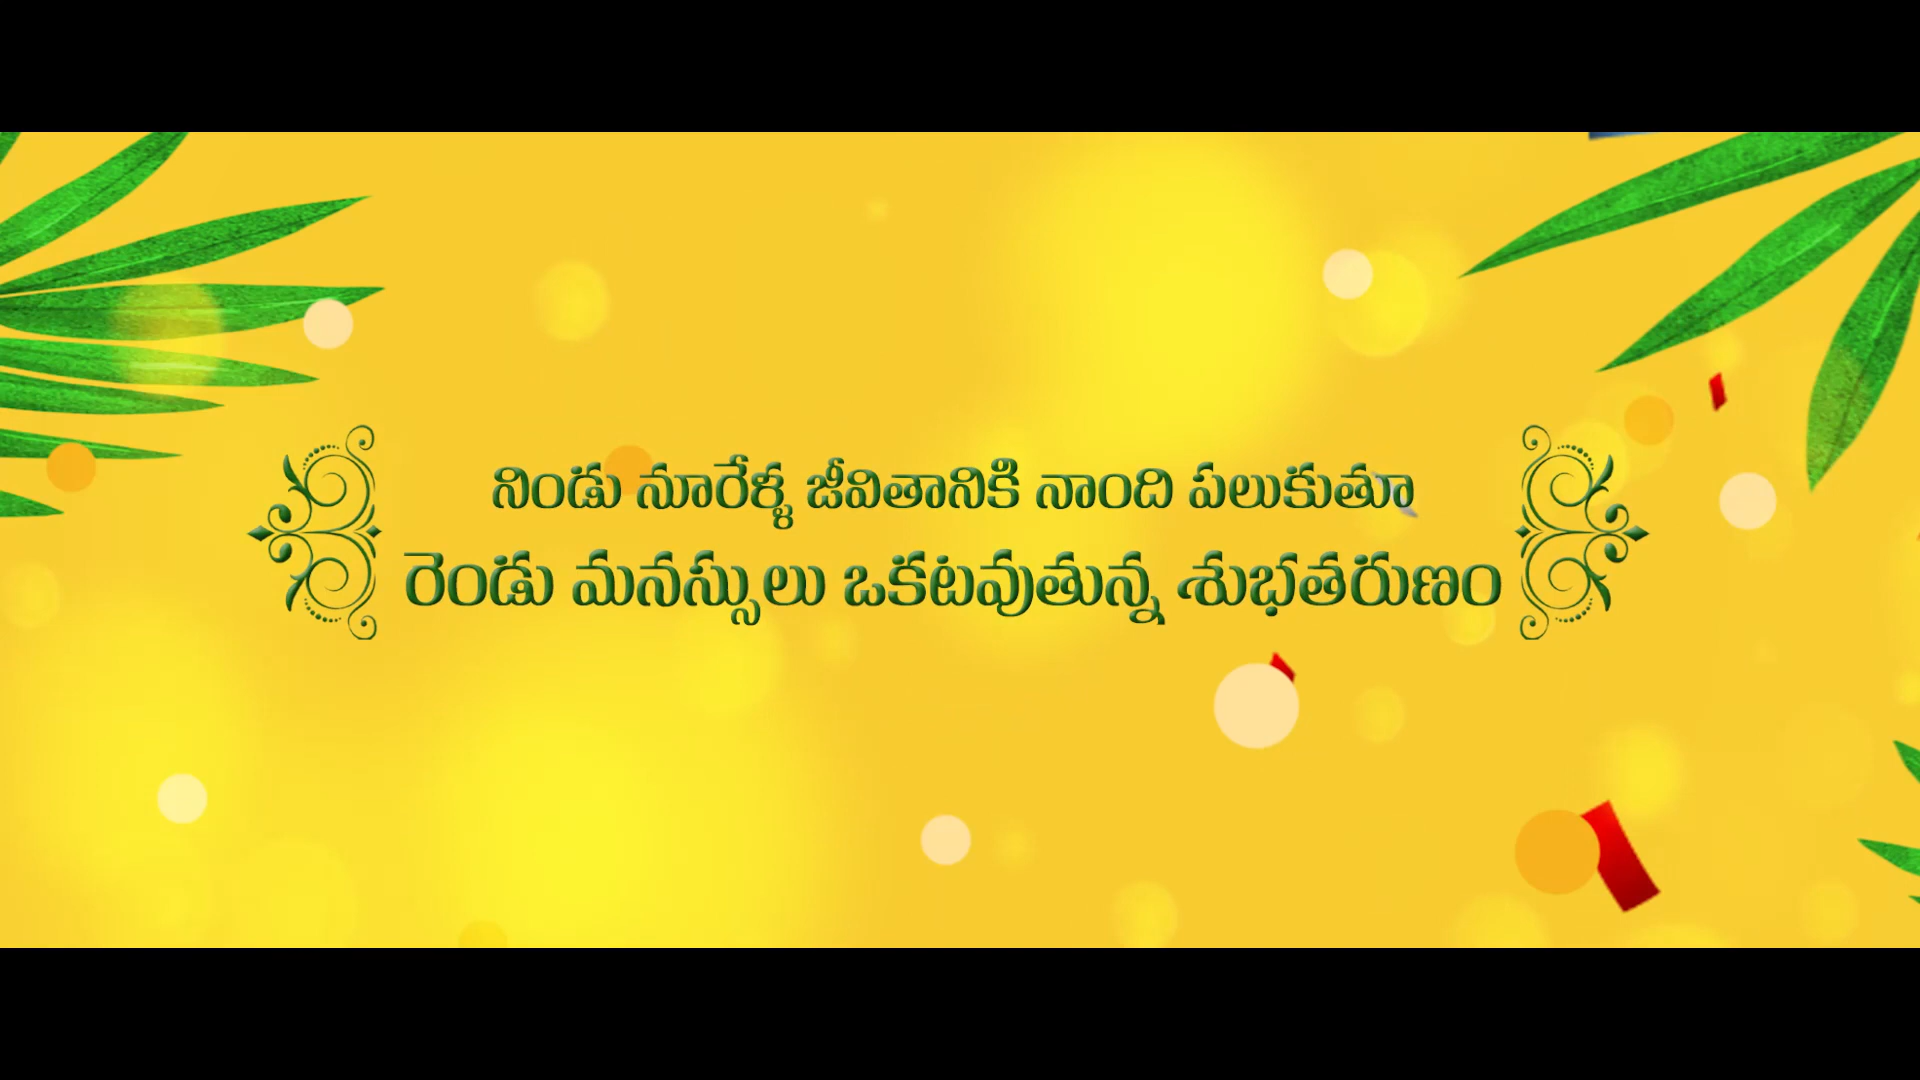 నిండు నూరేళ్ళ జీవితానికి నాంది పలుకుతూ
రెండు మనస్సులు ఒకటవుతున్న శుభతరుణం